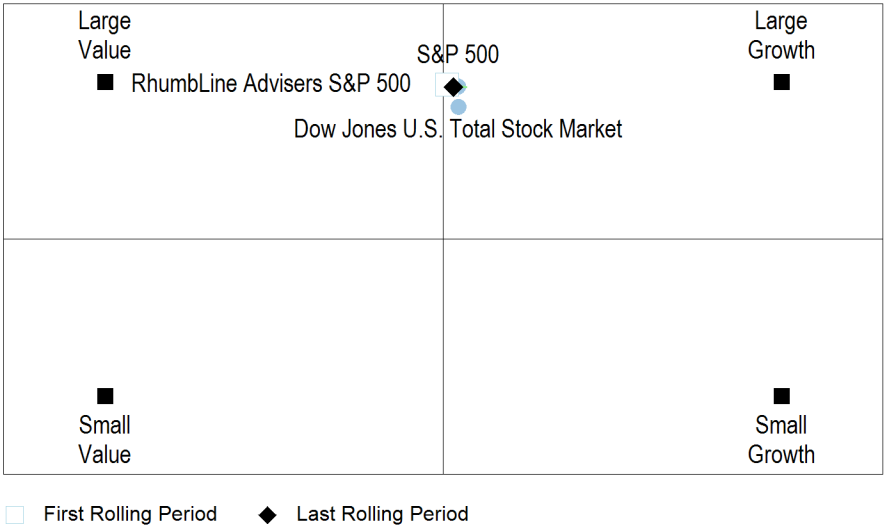 Large
Value
S&P 500
Large
Growth
RhumbLine Advisers S&P 500
Dow Jones U.S. Total Stock Market
Small
Value
Small
Growth
First Rolling Period
Last Rolling Period